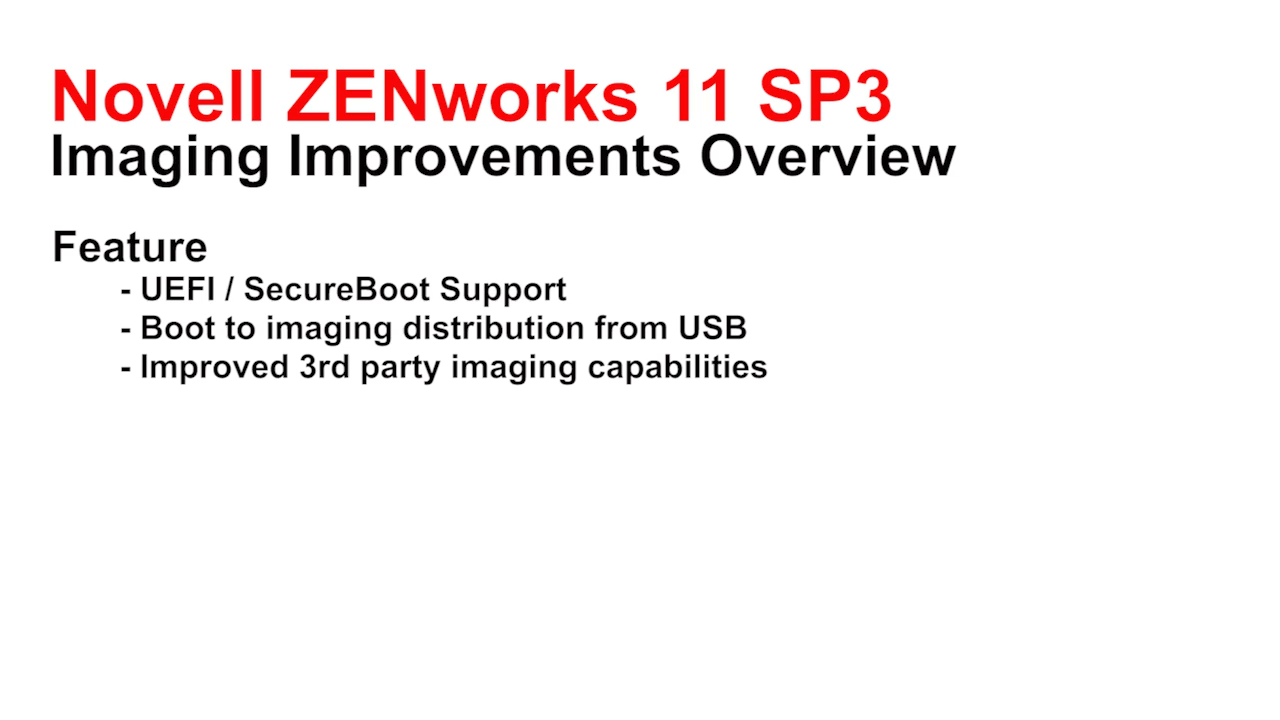 Novell ZENworks 11 SP3
Imaging Improvements Overview
Feature
- UEFI / SecureBoot Support
- Boot to imaging distribution from USB
- Improved 3rd party imaging capabilities